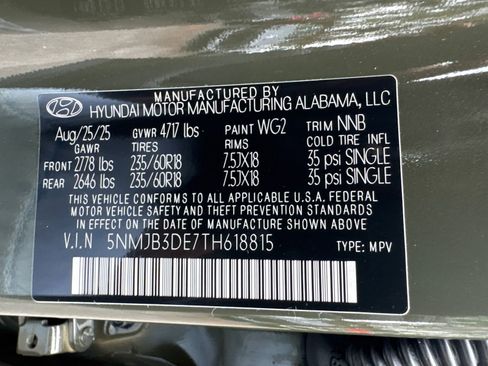 MANUFACTURED BY
HYUNDAI MOTOR MANUFACTURING ALABAMA, LLC
Aug/25/25 GVWR 4717 lbs PAINT WG2 TRIM NNB
GAWR TIRES RIMS COLD TIRE INFL
FRONT 2778 lbs 235/60R18 7.5JX18 35 psi SINGLE
REAR 2646 lbs 235/60R18 7.5JX18 35 psi SINGLE
THIS VEHICLE CONFORMS TO ALL APPLICABLE U.S.A. FEDERAL
MOTOR VEHICLE SAFETY AND THEFT PREVENTION STANDARDS
IN EFFECT ON THE DATE OF MANUFACTURE SHOWN ABOVE.
V.I.N 5NMJB3DE7TH618815 TYPE: MPV